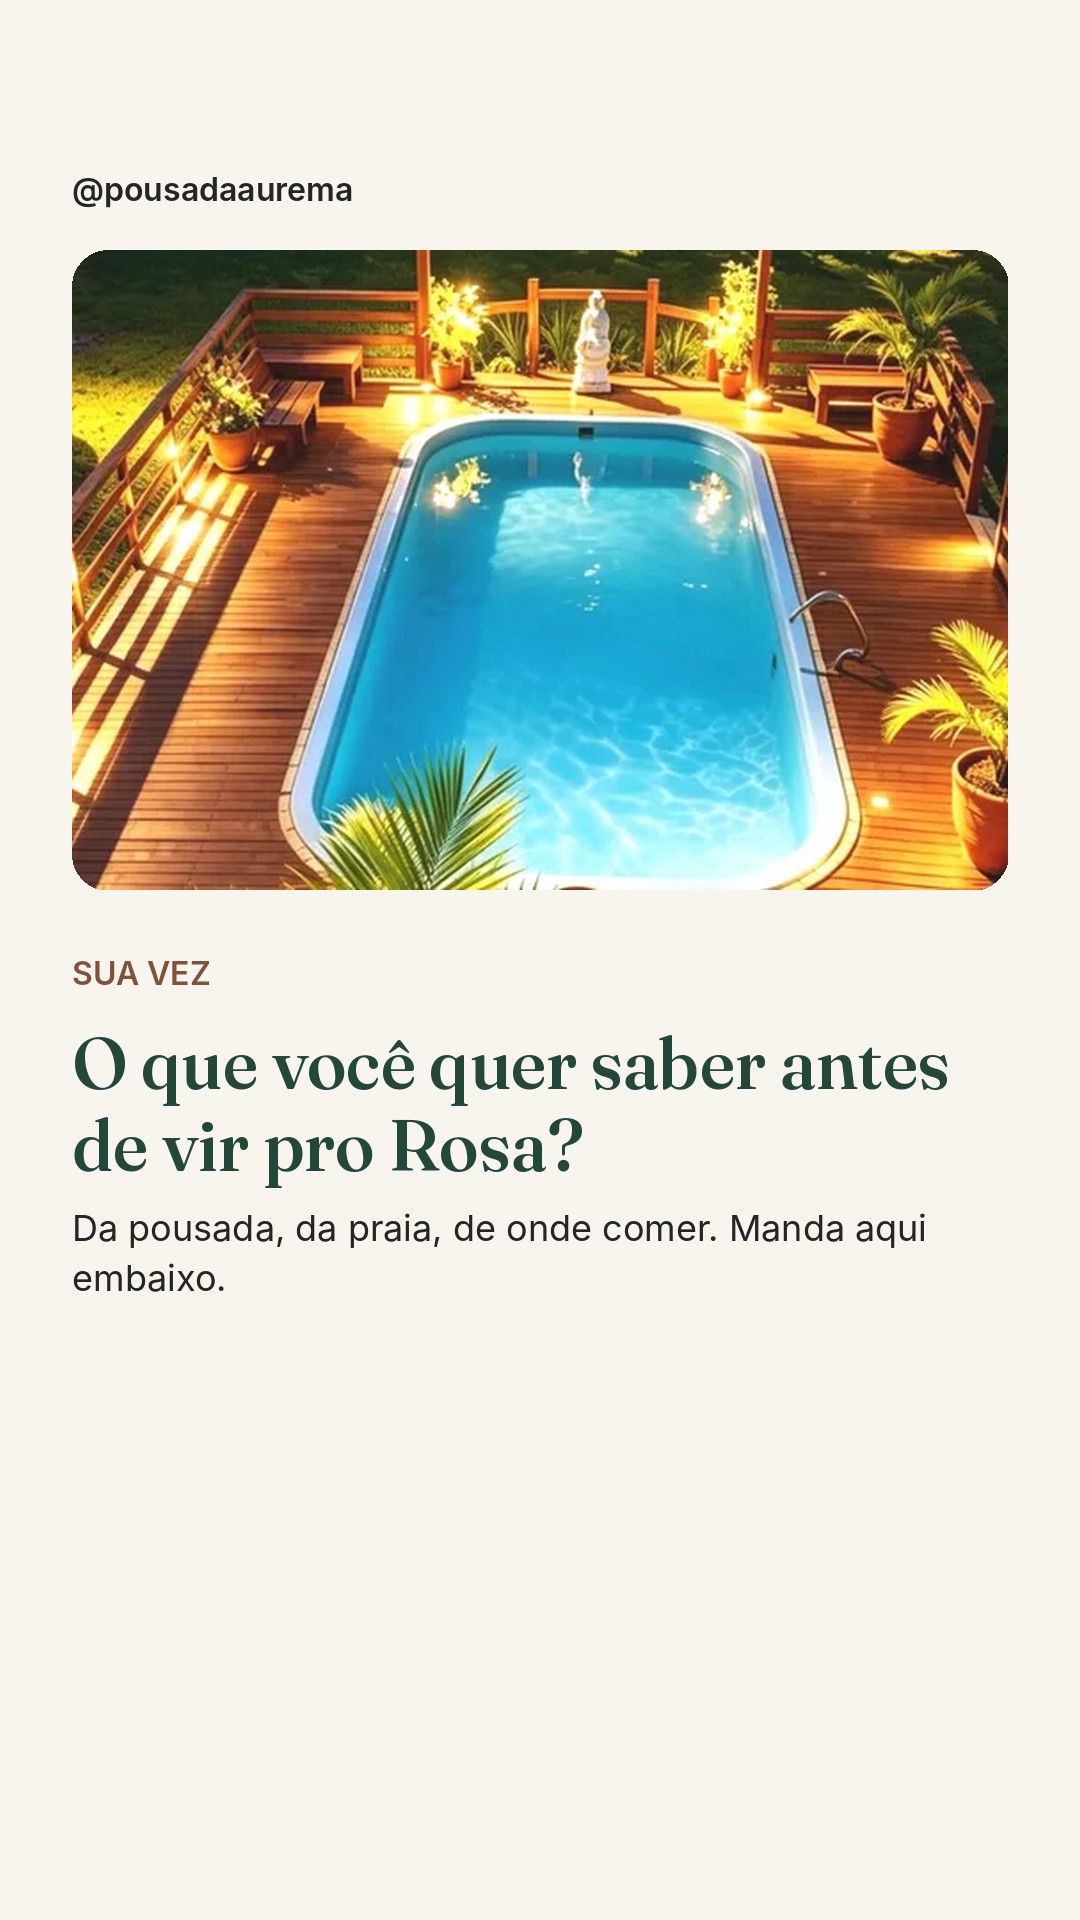 @pousadaaurema
SUA VEZ
O que você quer saber antes
de vir pro Rosa?
Da pousada, da praia, de onde comer. Manda aqui
embaixo.